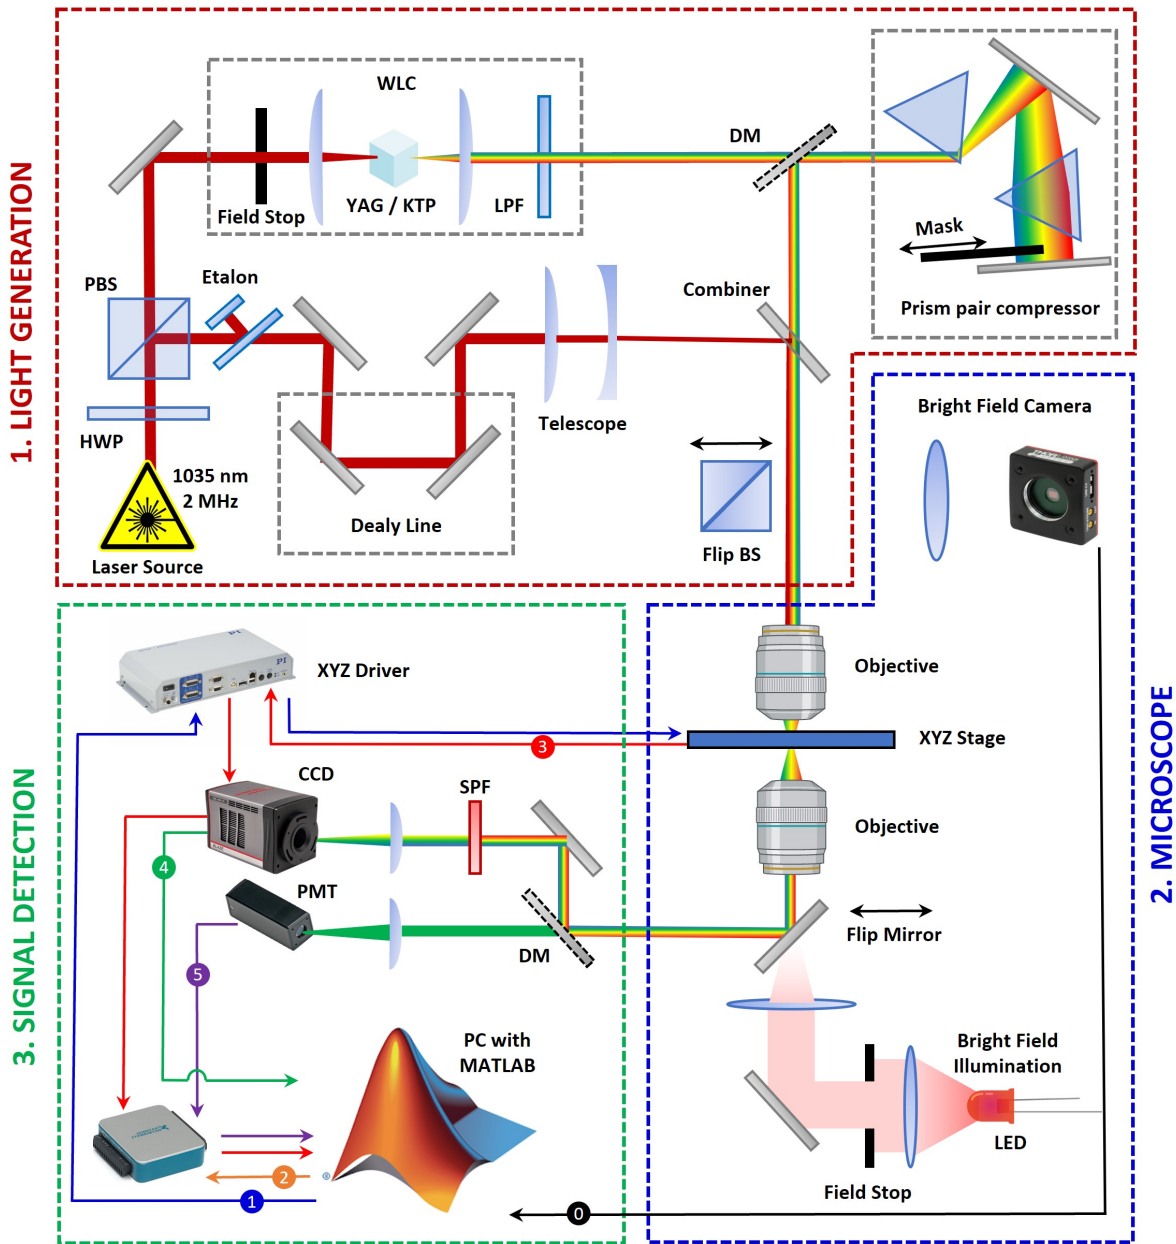 1. LIGHT GENERATION
WLC
Field Stop
YAG / KTP
LPF
DM
Mask
Prism pair compressor
PBS
Etalon
Combiner
HWP
Telescope
1035 nm
2 MHz
Laser Source
Dealy Line
Flip BS
2. MICROSCOPE
Bright Field Camera
Objective
XYZ Stage
Objective
Flip Mirror
Bright Field
Illumination
LED
Field Stop
3. SIGNAL DETECTION
PI
PI
XYZ Driver
3
CCD
SPF
4
PMT
DM
5
PC with
MATLAB
2
®
1
0